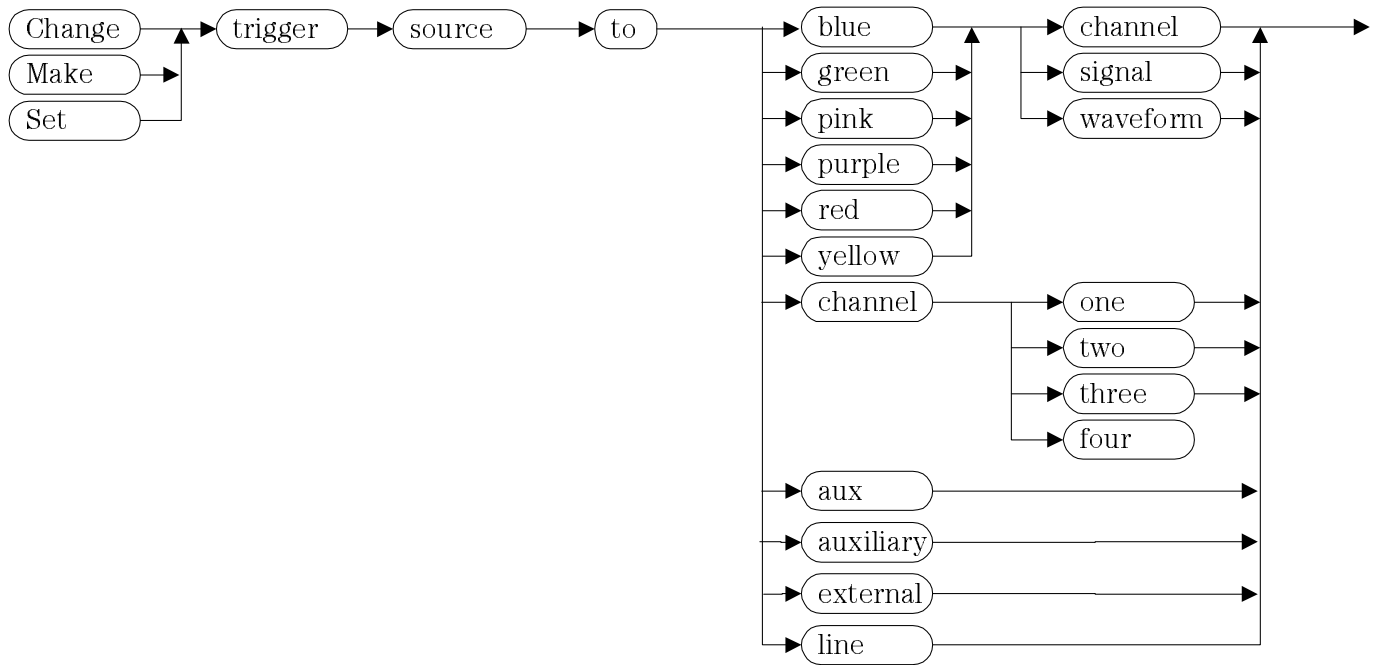 Change trigger source to blue channel
Make green signal
Set pink waveform
purple
red
yellow
channel one
two
three
four
aux
auxiliary
external
line